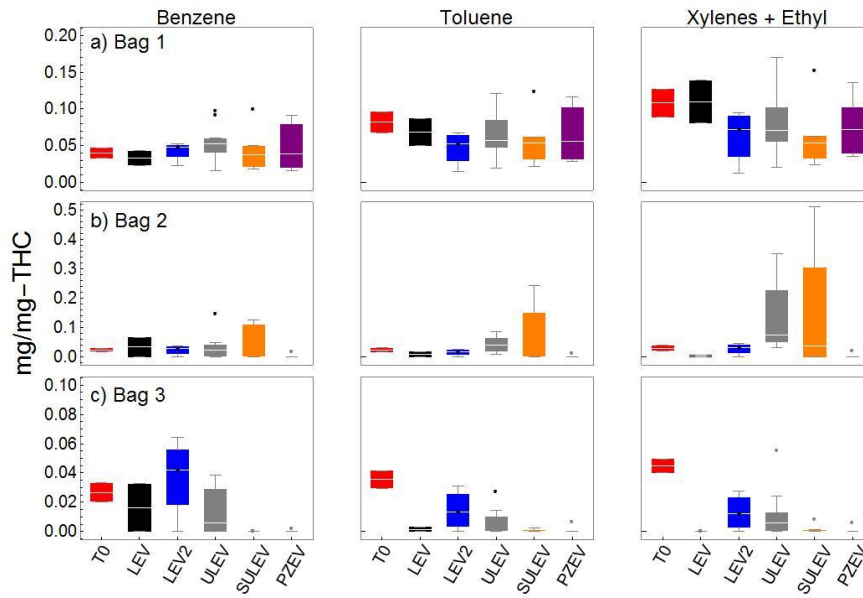 Benzene Toluene Xylenes + Ethyl
mg/mg−THC
a) Bag 1
0.20
0.15
0.10
0.05
0.00
b) Bag 2
0.5
0.4
0.3
0.2
0.1
0.0
c) Bag 3
0.10
0.08
0.06
0.04
0.02
0.00
T0 LEV LEV2 ULEV SULEV PZEV T0 LEV LEV2 ULEV SULEV PZEV T0 LEV LEV2 ULEV SULEV PZEV